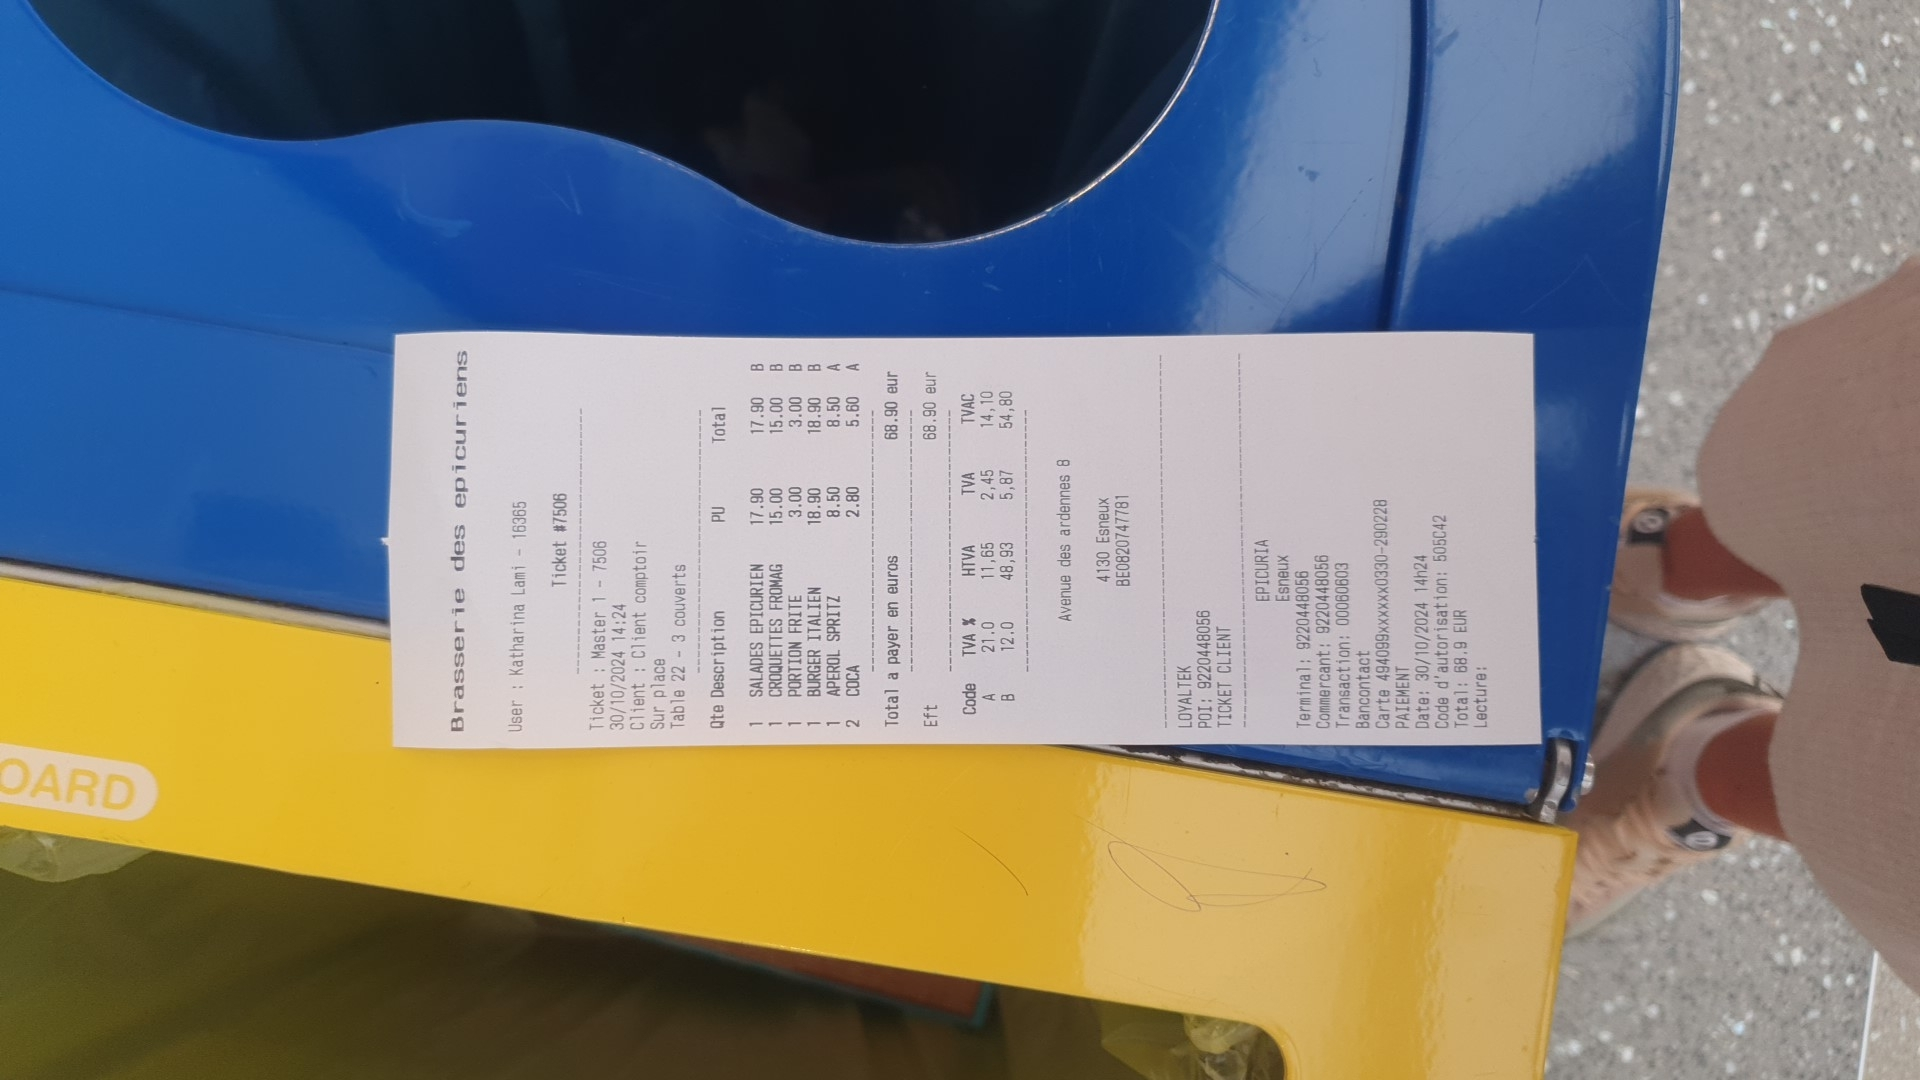 Brasserie des epicuriens
User : Katharina Lami - 16365
Ticket #7506
Ticket : Master 1 - 7506
30/10/2024 14:24
Client : Client comptoir
Sur place
Table 22 - 3 couverts
Qte Description PU Total
1 SALADES EPICURIEN 17.90 17.90 B
1 CROQUETTES FROMAG 15.00 15.00 B
1 PORTION FRITE 3.00 3.00 B
1 BURGER ITALIEN 18.90 18.90 B
1 APEROL SPRITZ 8.50 8.50 A
2 COCA 2.80 5.60 A
Total a payer en euros 68.90 eur
Eft 68.90 eur
Code TVA % HTVA TVA TVAC
A 21.0 11,65 2,45 14,10
B 12.0 48,93 5,87 54,80
Avenue des ardennes 8
4130 Esneux
BE0820747781
LOYALTEK
POI: 9220448056
TICKET CLIENT
EPICURIA
Esneux
Terminal: 9220448056
Commercant: 9220448056
Transaction: 00080603
Bancontact
Carte 494099xxxxxxx0330-290228
PAIEMENT
Date: 30/10/2024 14h24
Code d'autorisation: 505C42
Total: 68.9 EUR
Lecture:
OARD